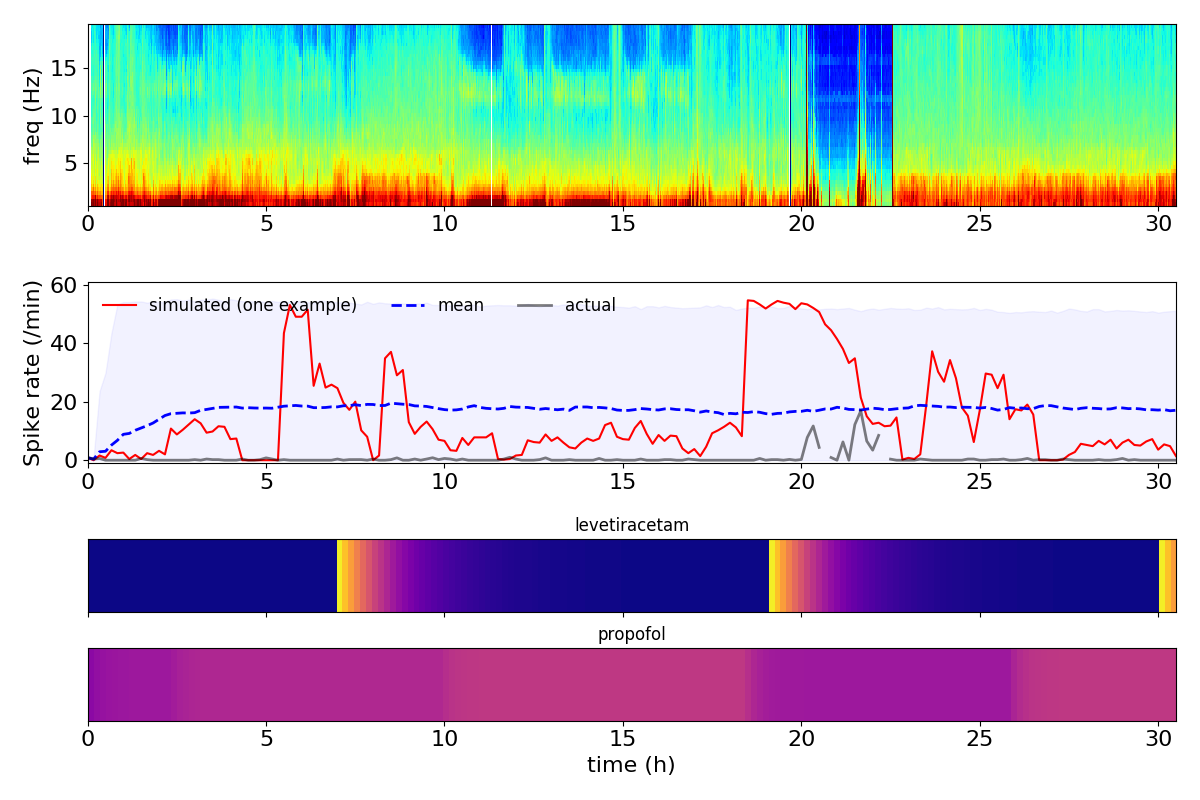 freq (Hz)
15
10
5
0 5 10 15 20 25 30
Spike rate (/min)
60
40
20
0
simulated (one example) mean actual
0 5 10 15 20 25 30
levetiracetam
propofol
0 5 10 15 20 25 30
time (h)